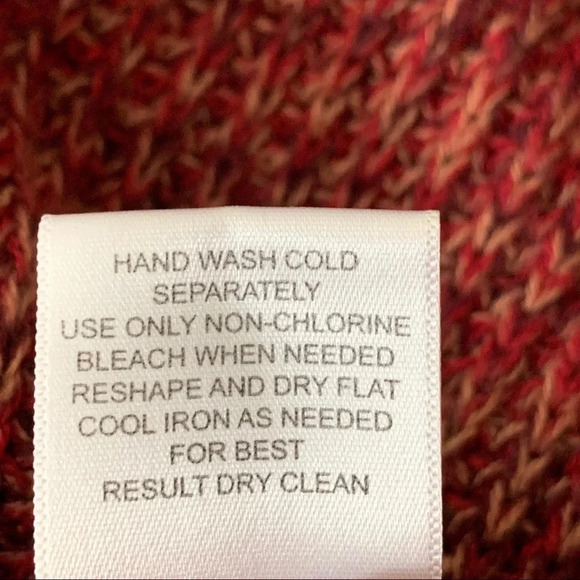 HAND WASH COLD
SEPARATELY
USE ONLY NON-CHLORINE
BLEACH WHEN NEEDED
RESHAPE AND DRY FLAT
COOL IRON AS NEEDED
FOR BEST
RESULT DRY CLEAN